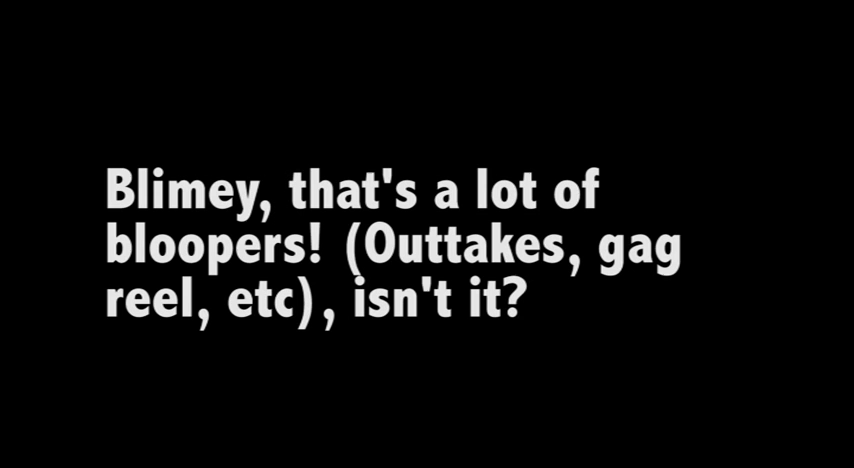 Blimey, that's a lot of
bloopers! (Outtakes, gag
reel, etc), isn't it?